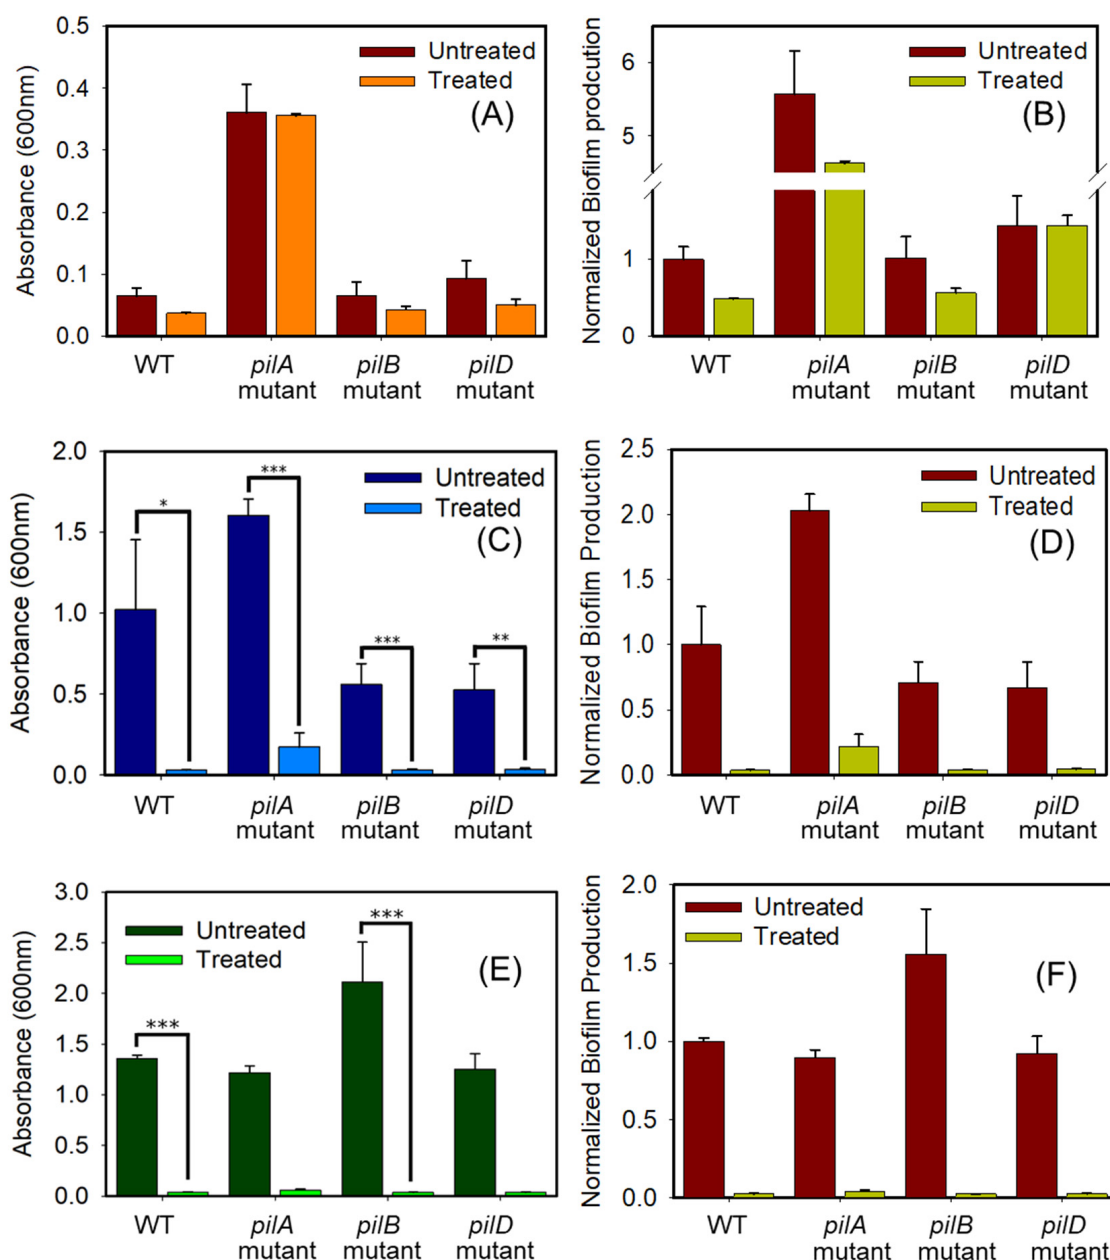 Absorbance (600nm)
0.5
0.4
0.3
0.2
0.1
0.0
Untreated
Treated
(A)
WT
pilA
mutant
pilB
mutant
pilD
mutant
Normalized Biofilm prodcution
6
5
1
0
Untreated
Treated
(B)
WT
pilA
mutant
pilB
mutant
pilD
mutant
Absorbance (600nm)
2.0
1.5
1.0
0.5
0.0
Untreated
Treated
(C)
*
***
***
**
WT
pilA
mutant
pilB
mutant
pilD
mutant
Normalized Biofilm Production
2.5
2.0
1.5
1.0
0.5
0.0
Untreated
Treated
(D)
WT
pilA
mutant
pilB
mutant
pilD
mutant
Absorbance (600nm)
3.0
2.5
2.0
1.5
1.0
0.5
0.0
Untreated
Treated
(E)
***
***
WT
pilA
mutant
pilB
mutant
pilD
mutant
Normalized Biofilm Production
2.0
1.5
1.0
0.5
0.0
Untreated
Treated
(F)
WT
pilA
mutant
pilB
mutant
pilD
mutant